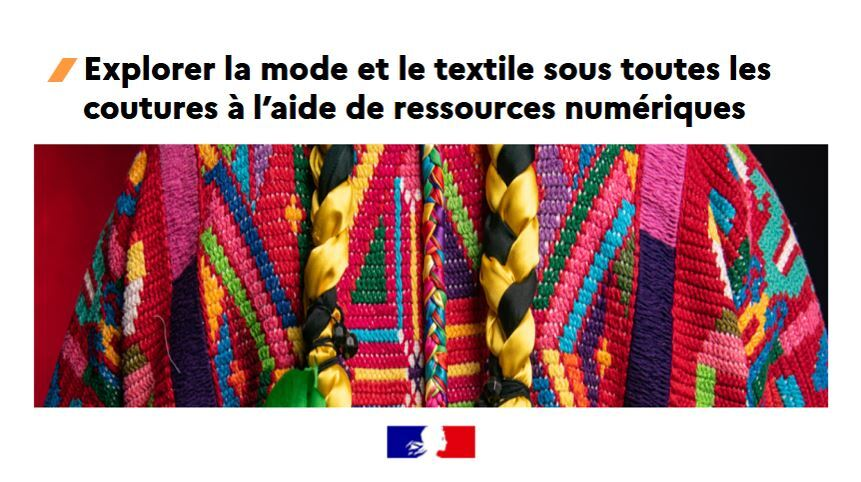 Explorer la mode et le textile sous toutes les
coutures à l’aide de ressources numériques